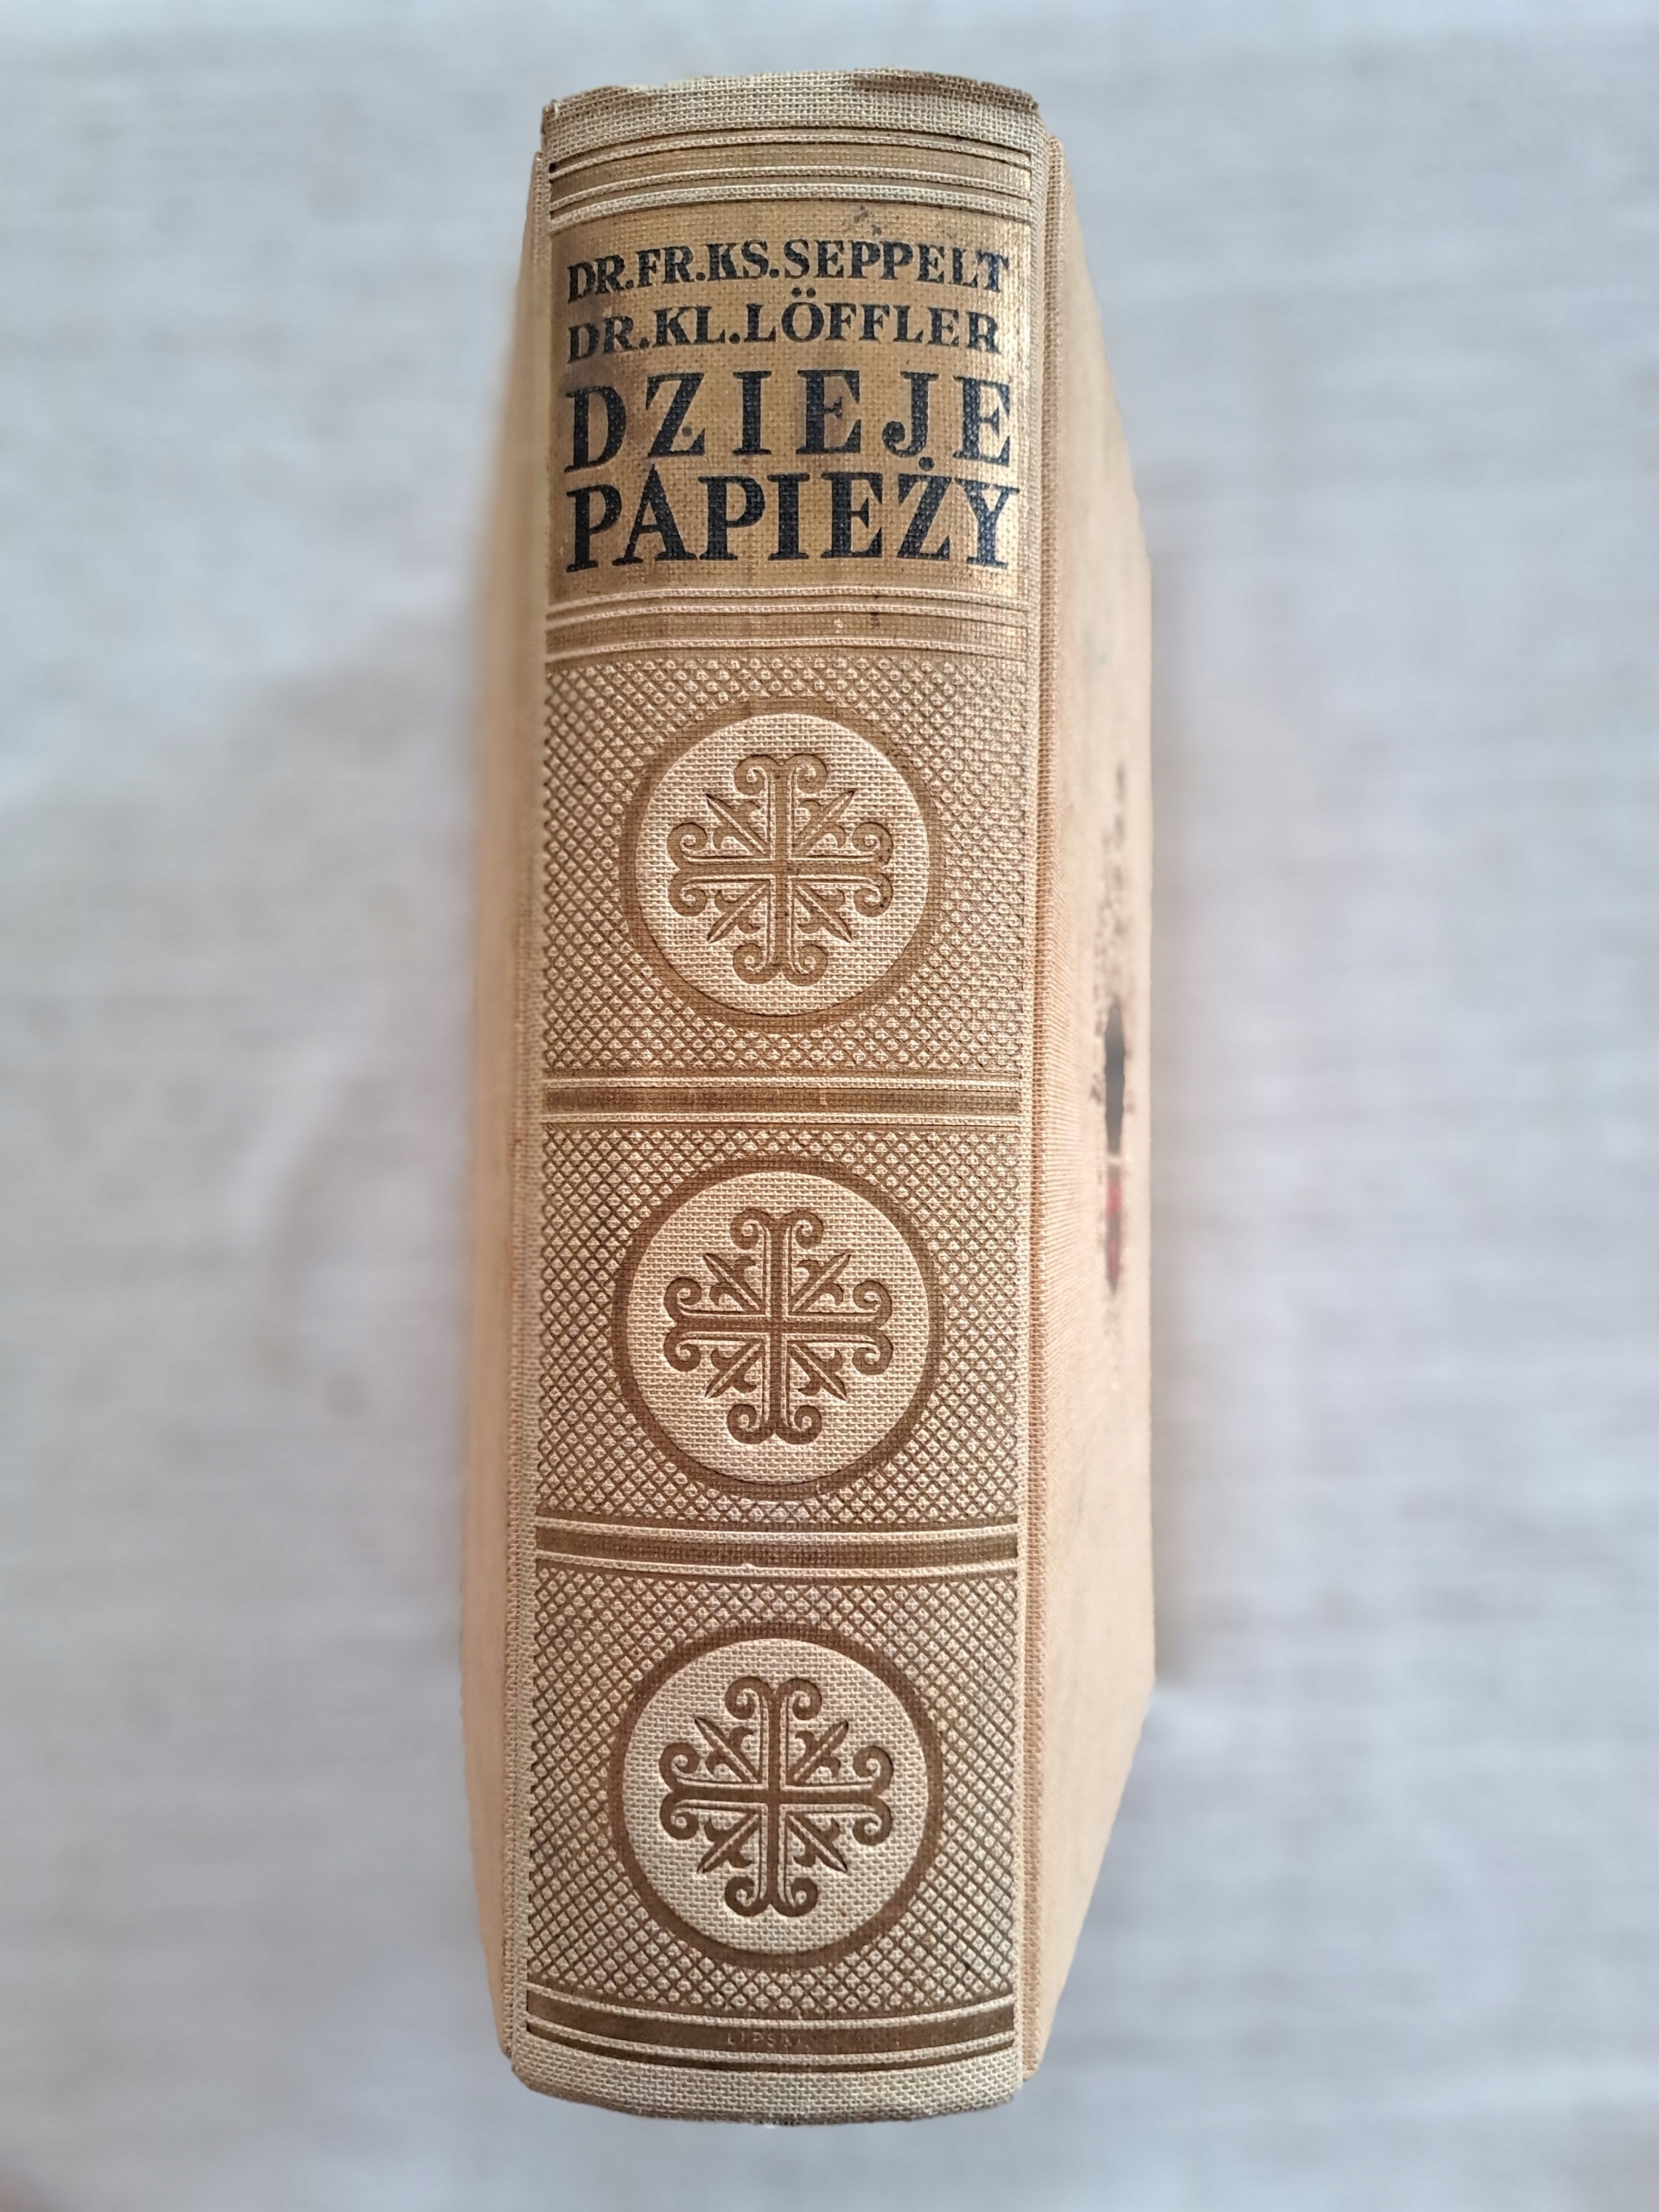 DR.FR.KS.SEPPELT
DR.KL.LÖFFLER
DZIEJE
PAPIEŻY